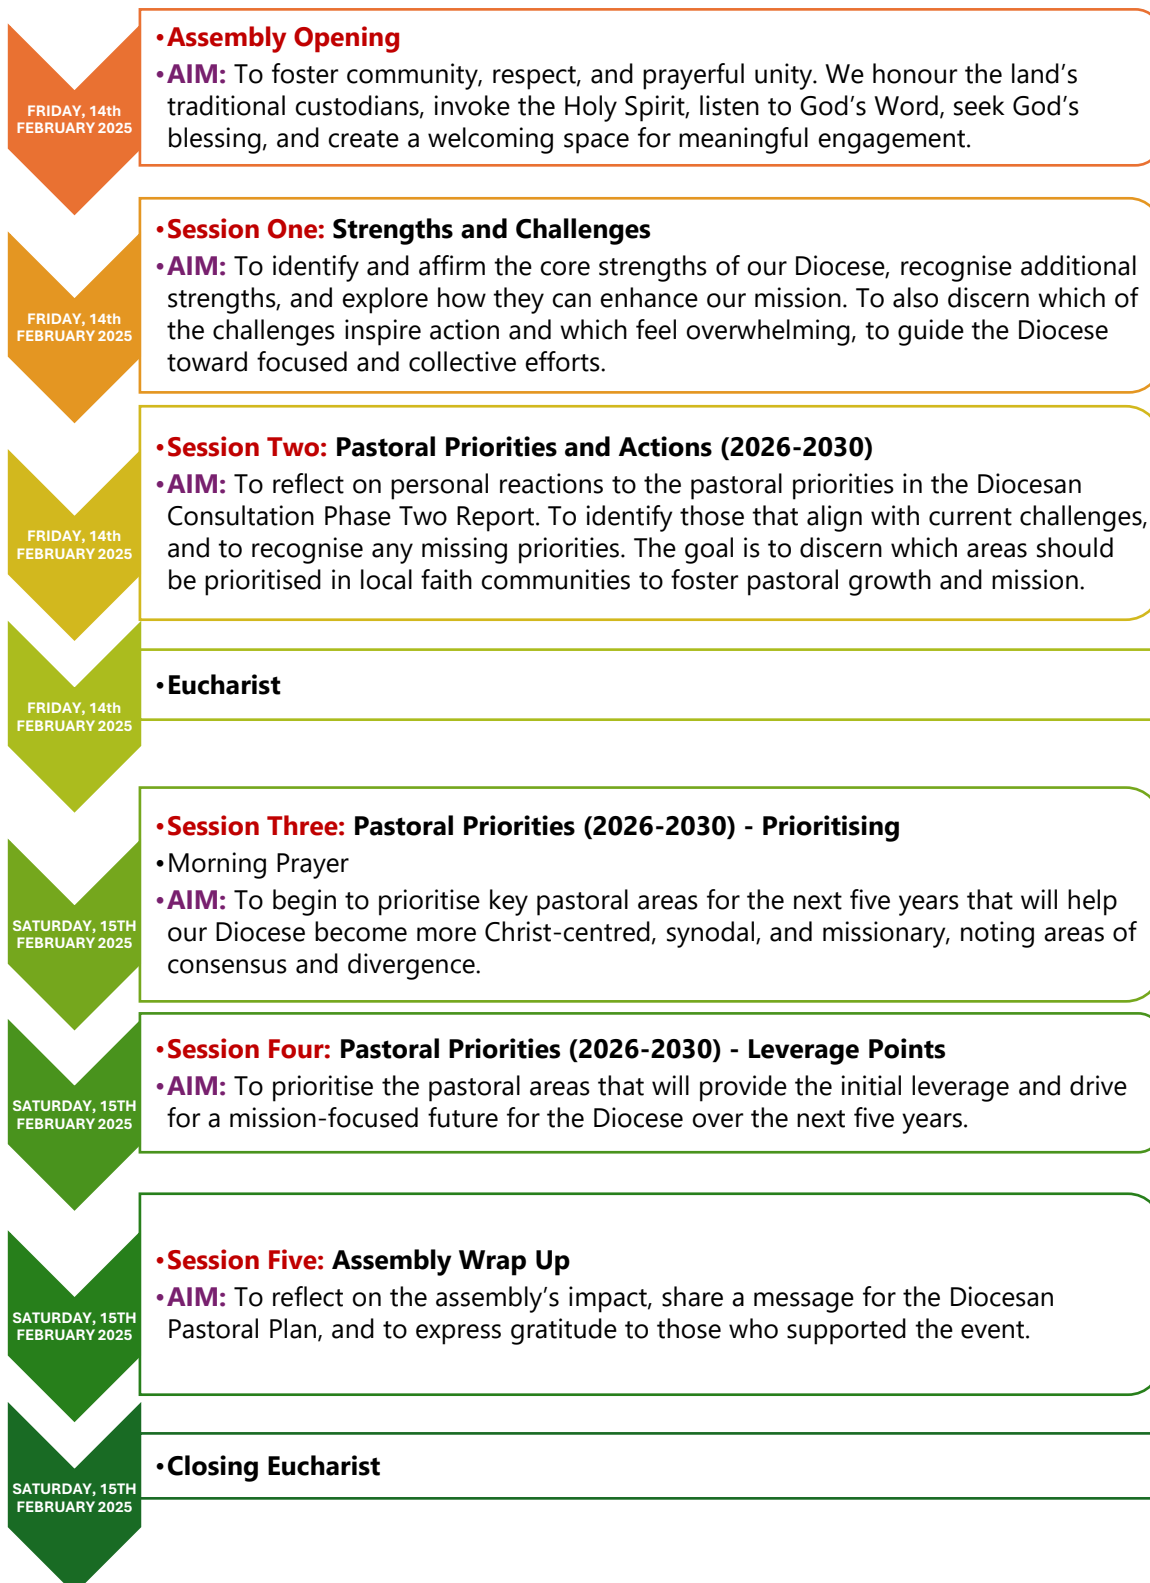 FRIDAY, 14th
FEBRUARY 2025
•Assembly Opening
•AIM: To foster community, respect, and prayerful unity. We honour the land’s
traditional custodians, invoke the Holy Spirit, listen to God’s Word, seek God’s
blessing, and create a welcoming space for meaningful engagement.
FRIDAY, 14th
FEBRUARY 2025
•Session One: Strengths and Challenges
•AIM: To identify and affirm the core strengths of our Diocese, recognise additional
strengths, and explore how they can enhance our mission. To also discern which of
the challenges inspire action and which feel overwhelming, to guide the Diocese
toward focused and collective efforts.
FRIDAY, 14th
FEBRUARY 2025
•Session Two: Pastoral Priorities and Actions (2026-2030)
•AIM: To reflect on personal reactions to the pastoral priorities in the Diocesan
Consultation Phase Two Report. To identify those that align with current challenges,
and to recognise any missing priorities. The goal is to discern which areas should
be prioritised in local faith communities to foster pastoral growth and mission.
FRIDAY, 14th
FEBRUARY 2025
•Eucharist
SATURDAY, 15TH
FEBRUARY 2025
•Session Three: Pastoral Priorities (2026-2030) - Prioritising
•Morning Prayer
•AIM: To begin to prioritise key pastoral areas for the next five years that will help
our Diocese become more Christ-centred, synodal, and missionary, noting areas of
consensus and divergence.
SATURDAY, 15TH
FEBRUARY 2025
•Session Four: Pastoral Priorities (2026-2030) - Leverage Points
•AIM: To prioritise the pastoral areas that will provide the initial leverage and drive
for a mission-focused future for the Diocese over the next five years.
SATURDAY, 15TH
FEBRUARY 2025
•Session Five: Assembly Wrap Up
•AIM: To reflect on the assembly’s impact, share a message for the Diocesan
Pastoral Plan, and to express gratitude to those who supported the event.
SATURDAY, 15TH
FEBRUARY 2025
•Closing Eucharist